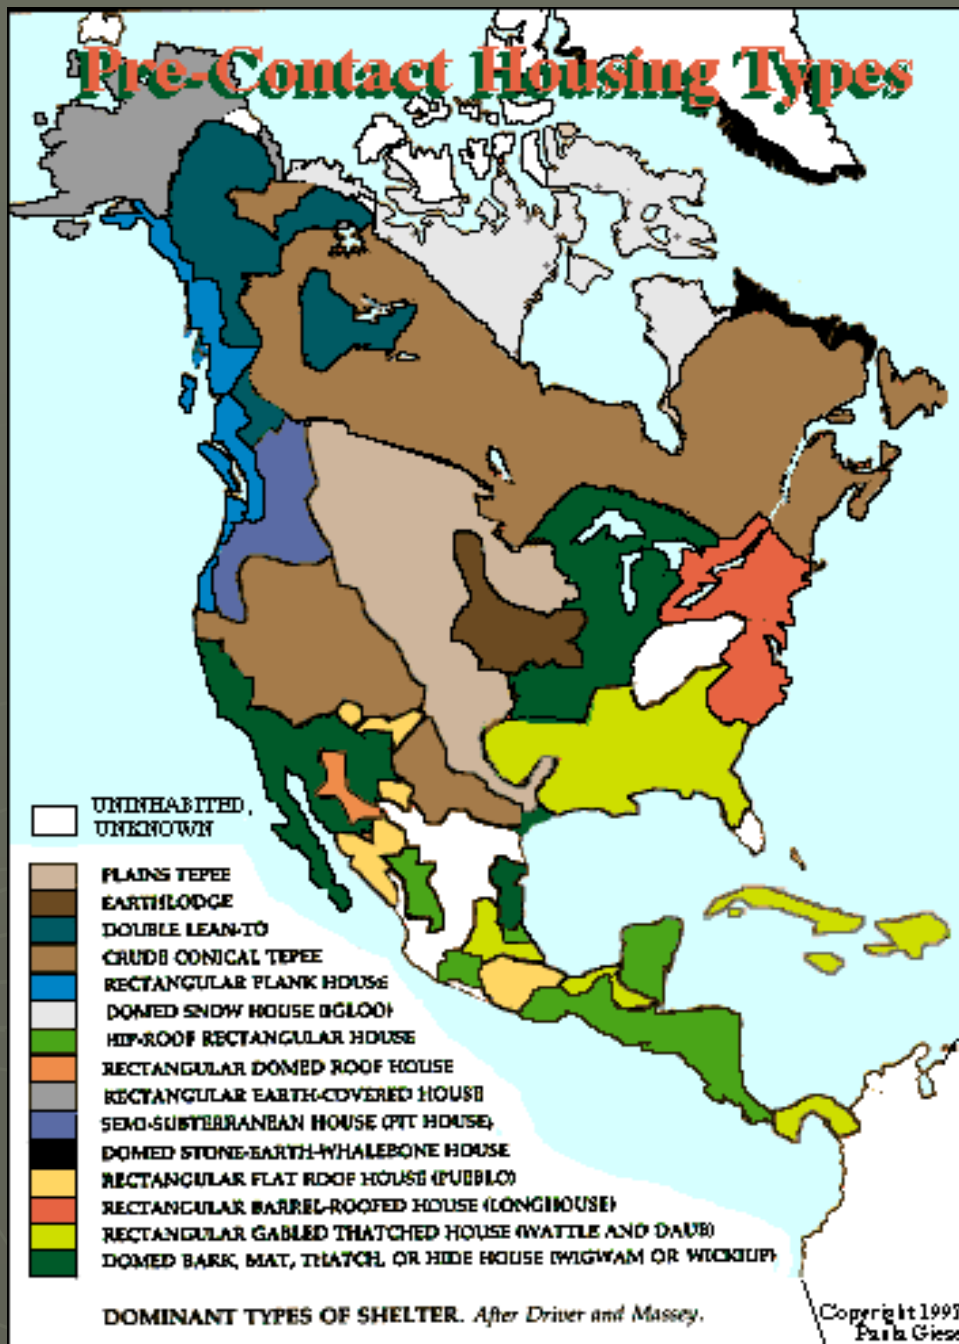 Pre-Contact Housing Types
UNINHABITED,
UNKNOWN
PLAINS TEPEE
EARTHLODGE
DOUBLE LEAN-TO
CRUDE CONICAL TEPEE
RECTANGULAR PLANK HOUSE
DOMED SNOW HOUSE (IGLOO)
HIP-ROOF RECTANGULAR HOUSE
RECTANGULAR DOMED ROOF HOUSE
RECTANGULAR EARTH-COVERED HOUSE
SEMI-SUBTERRANEAN HOUSE (PIT HOUSE)
DOMED STONE-EARTH-WHALEBONE HOUSE
RECTANGULAR FLAT ROOF HOUSE (PUEBLO)
RECTANGULAR BARREL-ROOFED HOUSE (LONGHOUSE)
RECTANGULAR GABLED THATCHED HOUSE (WATTLE AND DAUB)
DOMED BARK, MAT, THATCH, OR HIDE HOUSE (WIGWAM OR WICKIUP)
DOMINANT TYPES OF SHELTER. After Driver and Massey.
Copyright
Paula